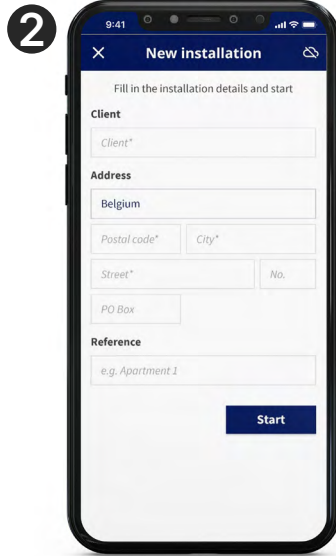 2
9:41
New installation
Fill in the installation details and start
Client
Client*
Address
Belgium
Postal code* City*
Street* No.
PO Box
Reference
e.g. Apartment 1
Start